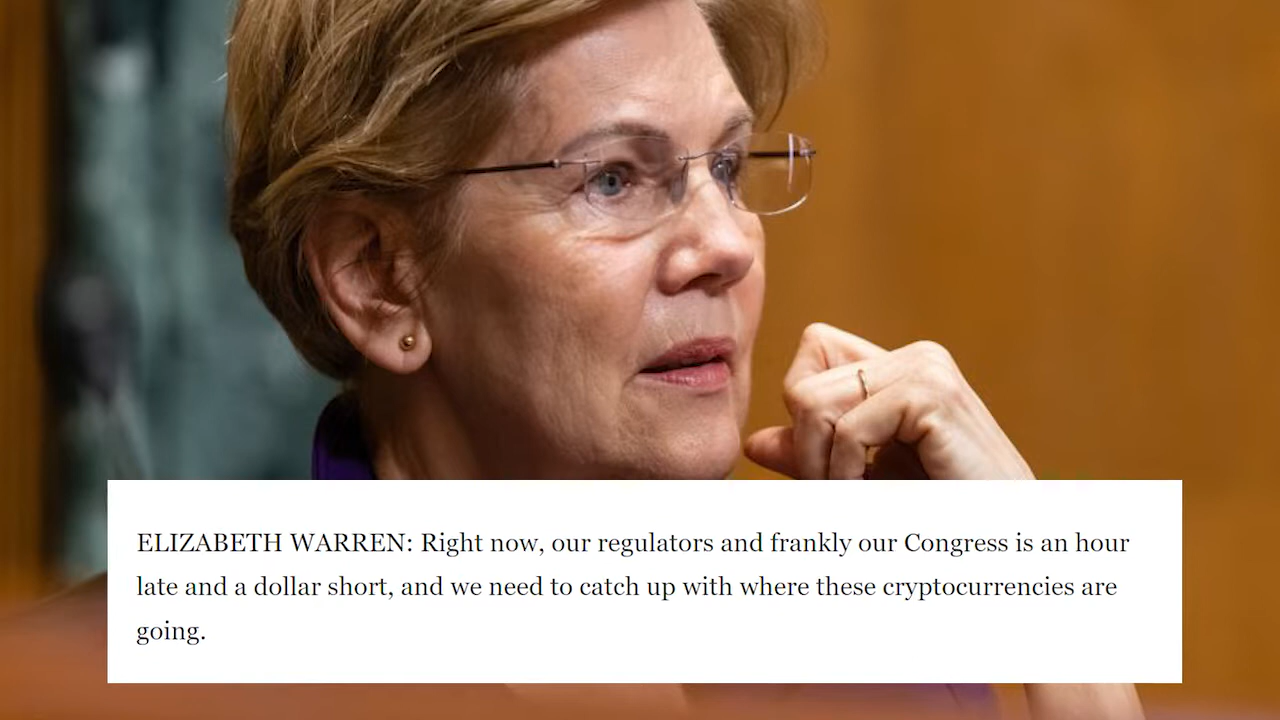 ELIZABETH WARREN: Right now, our regulators and frankly our Congress is an hour
late and a dollar short, and we need to catch up with where these cryptocurrencies are
going.